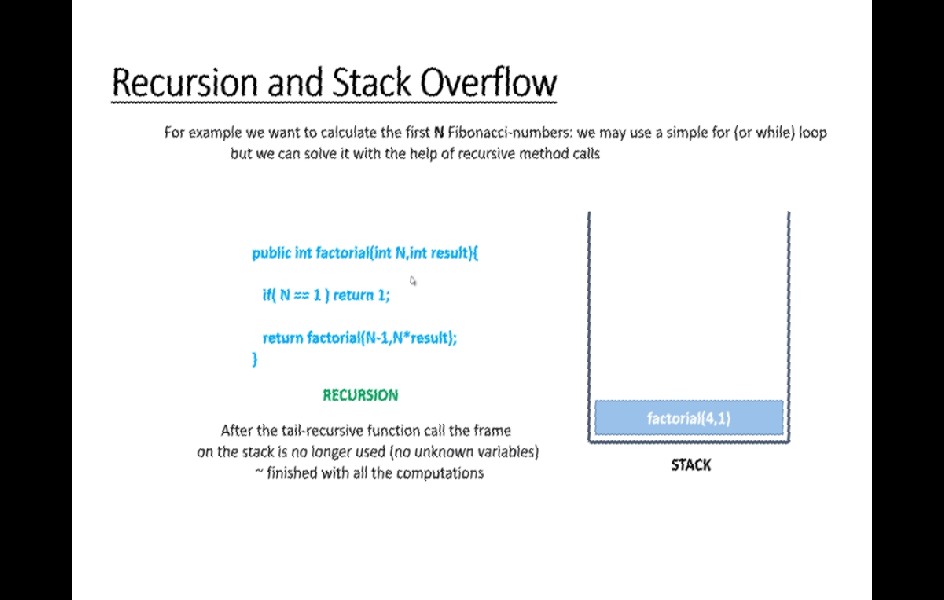 Recursion and Stack Overflow
For example we want to calculate the first N Fibonacci-numbers: we may use a simple for (or while) loop
but we can solve it with the help of recursive method calls
public int factorial(int N,int result){
if( N == 1 ) return 1;
return factorial(N-1,N*result);
}
RECURSION
After the tail-recursive function call the frame
on the stack is no longer used (no unknown variables)
~ finished with all the computations
factorial(4,1)
STACK